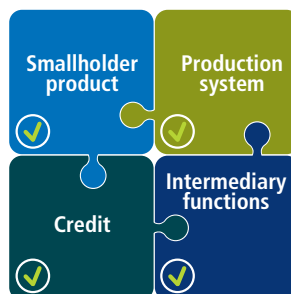 Smallholder
product
Production
system
Credit
Intermediary
functions